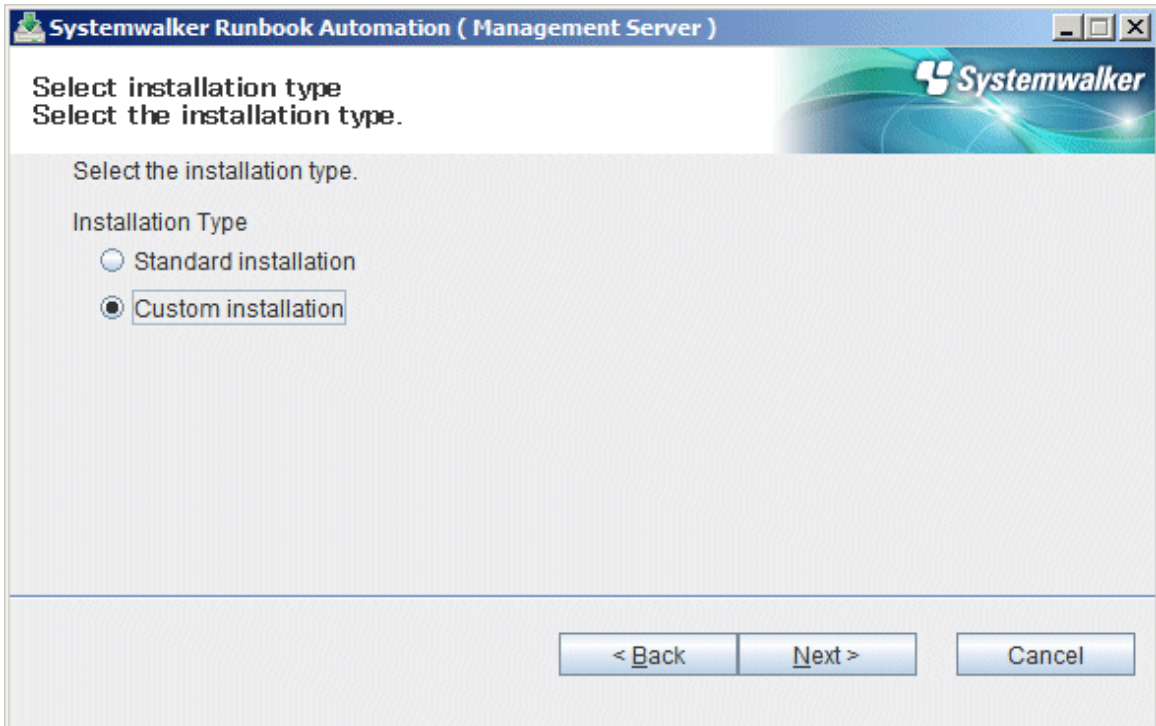 Systemwalker Runbook Automation ( Management Server )
Select installation type
Select the installation type.
Systemwalker
Select the installation type.
Installation Type
Standard installation
Custom installation
< Back
Next >
Cancel